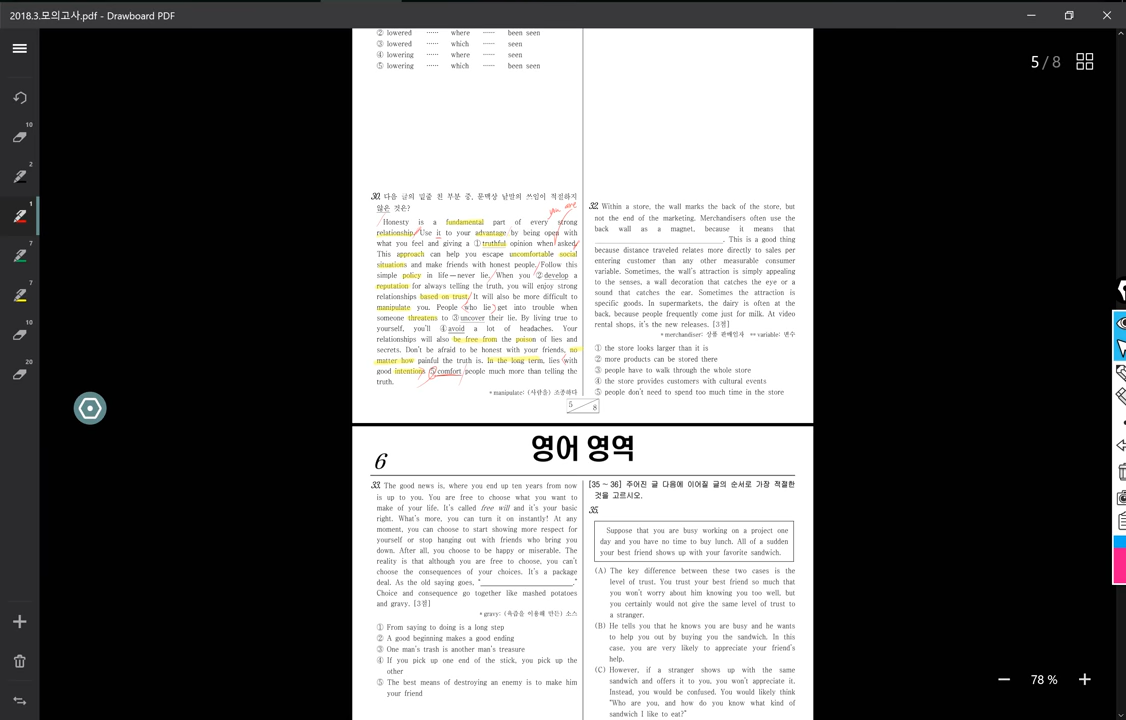 2018.3.모의고사.pdf - Drawboard PDF
5 / 8
10
2
1
7
7
10
20
② lowered ······ where ······ been seen
③ lowered ······ which ······ seen
④ lowering ······ where ······ seen
⑤ lowering ······ which ······ been seen
30. 다음 글의 밑줄 친 부분 중, 문맥상 낱말의 쓰임이 적절하지
않은 것은?
you are
Honesty is a fundamental part of every strong
relationship. Use it to your advantage by being open with
what you feel and giving a ① truthful opinion when asked.
This approach can help you escape uncomfortable social
situations and make friends with honest people. Follow this
simple policy in life—never lie. When you ② develop a
reputation for always telling the truth, you will enjoy strong
relationships based on trust. It will also be more difficult to
manipulate you. People who lie get into trouble when
someone threatens to ③ uncover their lie. By living true to
yourself, you'll ④ avoid a lot of headaches. Your
relationships will also be free from the poison of lies and
secrets. Don't be afraid to be honest with your friends, no
matter how painful the truth is. In the long term, lies with
good intentions ⑤ comfort people much more than telling the
truth.
* manipulate: (사람을) 조종하다
5
8
32. Within a store, the wall marks the back of the store, but
not the end of the marketing. Merchandisers often use the
back wall as a magnet, because it means that
. This is a good thing
because distance traveled relates more directly to sales per
entering customer than any other measurable consumer
variable. Sometimes, the wall's attraction is simply appealing
to the senses, a wall decoration that catches the eye or a
sound that catches the ear. Sometimes the attraction is
specific goods. In supermarkets, the dairy is often at the
back, because people frequently come just for milk. At video
rental shops, it's the new releases. [3점]
* merchandiser: 상품 판매업자 ** variable: 변수
① the store looks larger than it is
② more products can be stored there
③ people have to walk through the whole store
④ the store provides customers with cultural events
⑤ people don't need to spend too much time in the store
6
영어 영역
33. The good news is, where you end up ten years from now
is up to you. You are free to choose what you want to
make of your life. It's called free will and it's your basic
right. What's more, you can turn it on instantly! At any
moment, you can choose to start showing more respect for
yourself or stop hanging out with friends who bring you
down. After all, you choose to be happy or miserable. The
reality is that although you are free to choose, you can't
choose the consequences of your choices. It's a package
deal. As the old saying goes, "                    ."
Choice and consequence go together like mashed potatoes
and gravy. [3점]
* gravy: (육즙을 이용해 만든) 소스
① From saying to doing is a long step
② A good beginning makes a good ending
③ One man's trash is another man's treasure
④ If you pick up one end of the stick, you pick up the
other
⑤ The best means of destroying an enemy is to make him
your friend
[35 ~ 36] 주어진 글 다음에 이어질 글의 순서로 가장 적절한
것을 고르시오.
35.
Suppose that you are busy working on a project one
day and you have no time to buy lunch. All of a sudden
your best friend shows up with your favorite sandwich.
(A) The key difference between these two cases is the
level of trust. You trust your best friend so much that
you won't worry about him knowing you too well, but
you certainly would not give the same level of trust to
a stranger.
(B) He tells you that he knows you are busy and he wants
to help you out by buying you the sandwich. In this
case, you are very likely to appreciate your friend's
help.
(C) However, if a stranger shows up with the same
sandwich and offers it to you, you won't appreciate it.
Instead, you would be confused. You would likely think
"Who are you, and how do you know what kind of
sandwich I like to eat?"
78 %